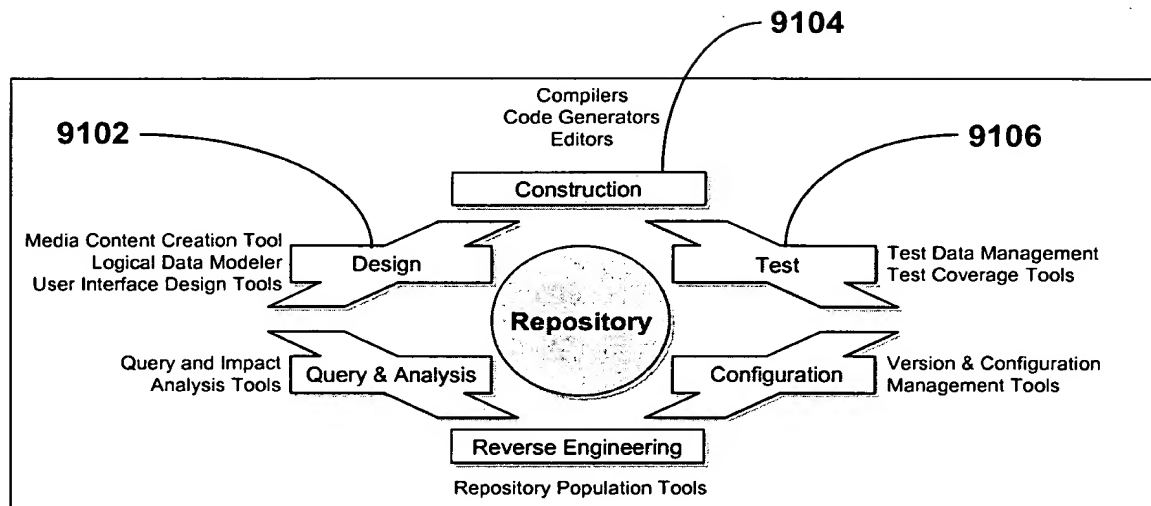 9104
Compilers
Code Generators
Editors
9102
9106
Construction
Media Content Creation Tool
Logical Data Modeler
User Interface Design Tools
Design
Test
Test Data Management
Test Coverage Tools
Repository
Query and Impact
Analysis Tools
Query & Analysis
Configuration
Version & Configuration
Management Tools
Reverse Engineering
Repository Population Tools